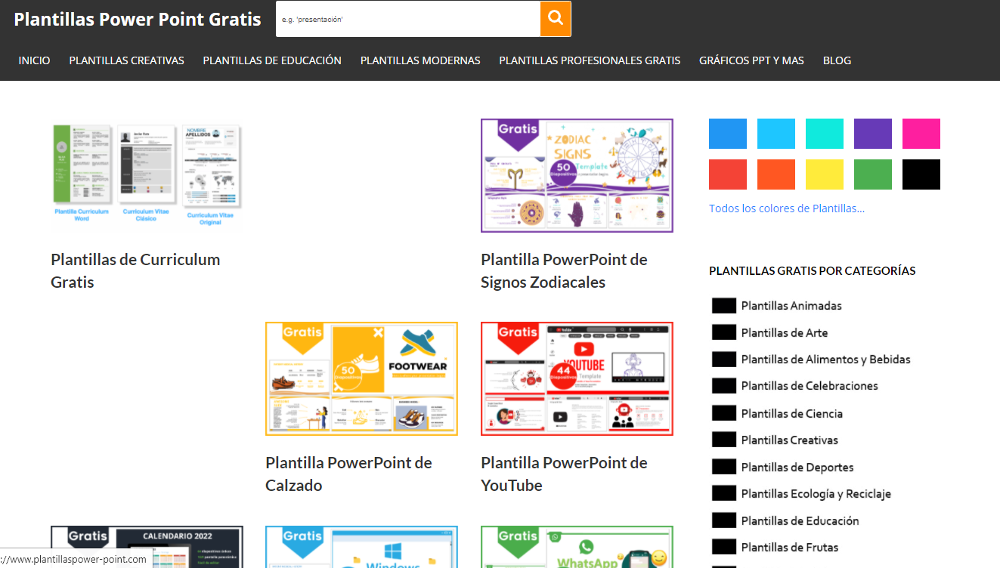 Plantillas Power Point Gratis
e.g. 'presentación'
INICIO PLANTILLAS CREATIVAS PLANTILLAS DE EDUCACIÓN PLANTILLAS MODERNAS PLANTILLAS PROFESIONALES GRATIS GRÁFICOS PPT Y MAS BLOG
NOMBRE
APELLIDOS
Plantilla Curriculum
Word
Curriculum Vitae
Clásico
Curriculum Vitae
Original
Plantillas de Curriculum
Gratis
Gratis
ZODIAC
SIGNS
Template
50
Diapositivas
Plantilla PowerPoint de
Signos Zodiacales
Gratis
50
Diapositivas
FOOTWEAR
Plantilla PowerPoint de
Calzado
Gratis
YouTube
YOUTUBE
Template
44
Diapositivas
Plantilla PowerPoint de
YouTube
Gratis
CALENDARIO 2022
Gratis
Windows
Gratis
WhatsApp
Todos los colores de Plantillas...
PLANTILLAS GRATIS POR CATEGORÍAS
Plantillas Animadas
Plantillas de Arte
Plantillas de Alimentos y Bebidas
Plantillas de Celebraciones
Plantillas de Ciencia
Plantillas Creativas
Plantillas de Deportes
Plantillas Ecología y Reciclaje
Plantillas de Educación
Plantillas de Frutas
://www.plantillaspower-point.com